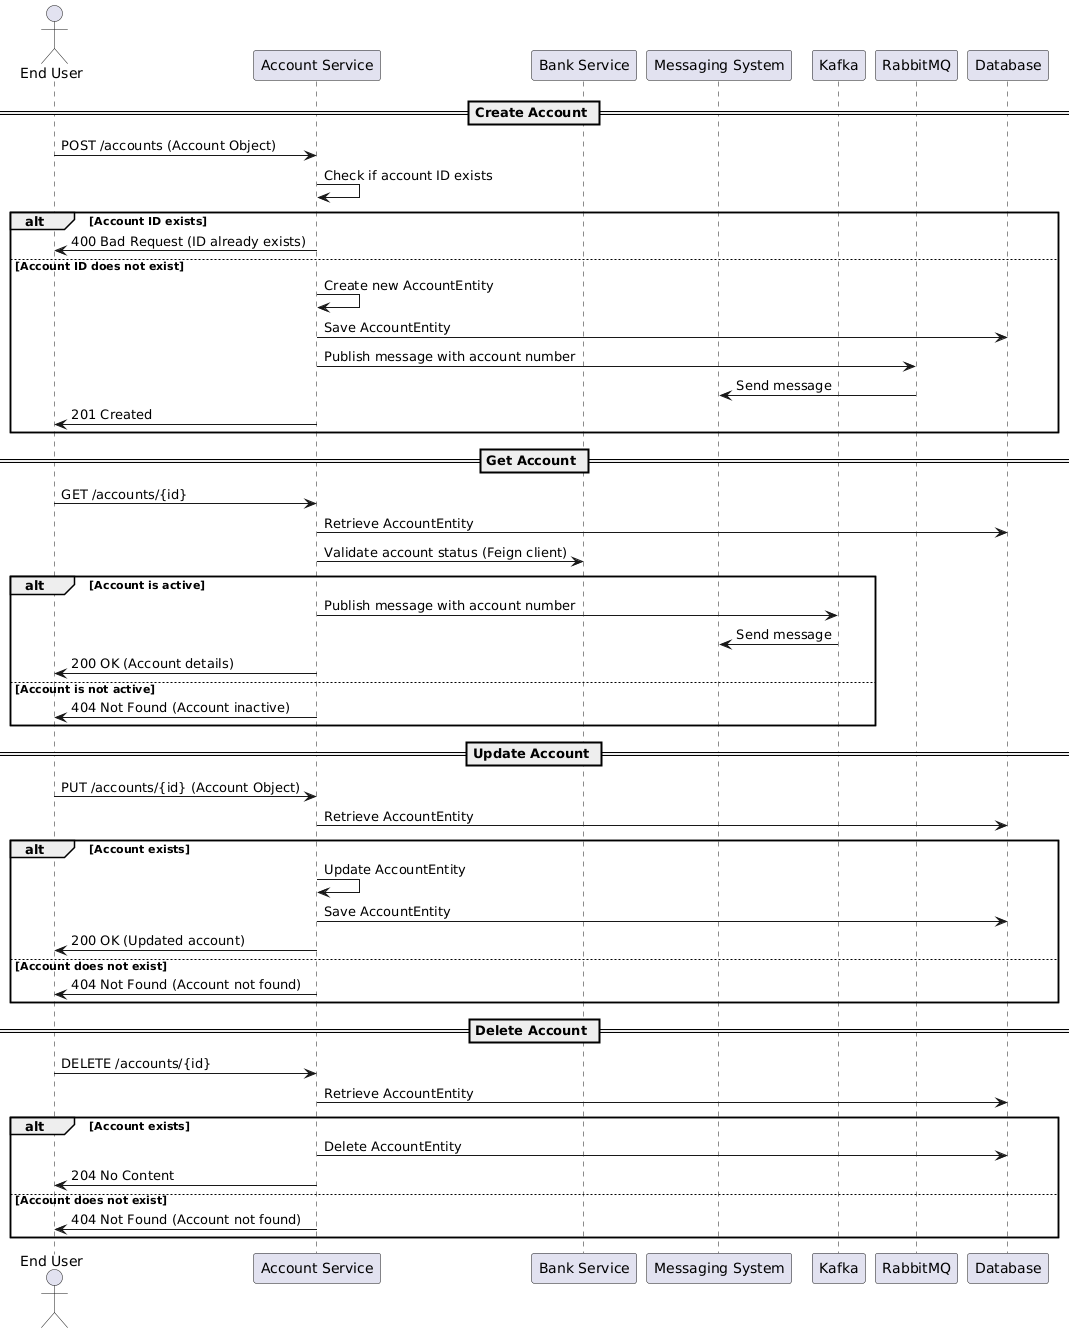 End User
Account Service
Bank Service
Messaging System
Kafka
RabbitMQ
Database
Create Account
POST /accounts (Account Object)
Check if account ID exists
alt
[Account ID exists]
400 Bad Request (ID already exists)
[Account ID does not exist]
Create new AccountEntity
Save AccountEntity
Publish message with account number
Send message
201 Created
Get Account
GET /accounts/{id}
Retrieve AccountEntity
Validate account status (Feign client)
alt
[Account is active]
Publish message with account number
Send message
200 OK (Account details)
[Account is not active]
404 Not Found (Account inactive)
Update Account
PUT /accounts/{id} (Account Object)
Retrieve AccountEntity
alt
[Account exists]
Update AccountEntity
Save AccountEntity
200 OK (Updated account)
[Account does not exist]
404 Not Found (Account not found)
Delete Account
DELETE /accounts/{id}
Retrieve AccountEntity
alt
[Account exists]
Delete AccountEntity
204 No Content
[Account does not exist]
404 Not Found (Account not found)
End User
Account Service
Bank Service
Messaging System
Kafka
RabbitMQ
Database